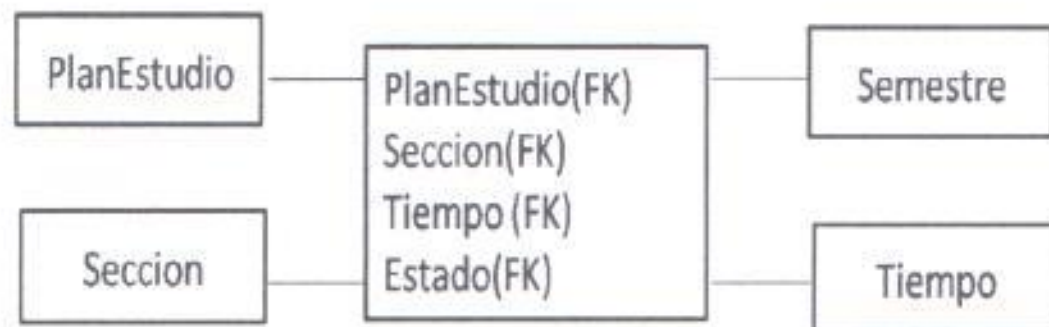 PlanEstudio
Seccion
PlanEstudio(FK)
Seccion(FK)
Tiempo (FK)
Estado(FK)
Semestre
Tiempo